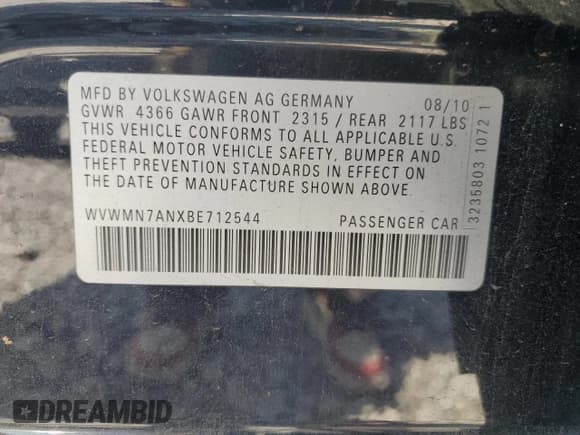 MFD BY VOLKSWAGEN AG GERMANY 08/10
GVWR 4366 GAWR FRONT 2315 / REAR 2117 LBS
THIS VEHICLE CONFORMS TO ALL APPLICABLE U.S.
FEDERAL MOTOR VEHICLE SAFETY, BUMPER AND
THEFT PREVENTION STANDARDS IN EFFECT ON
THE DATE OF MANUFACTURE SHOWN ABOVE.
WVWMN7ANXBE712544 PASSENGER CAR
3235803 1072 1
DREAMBID